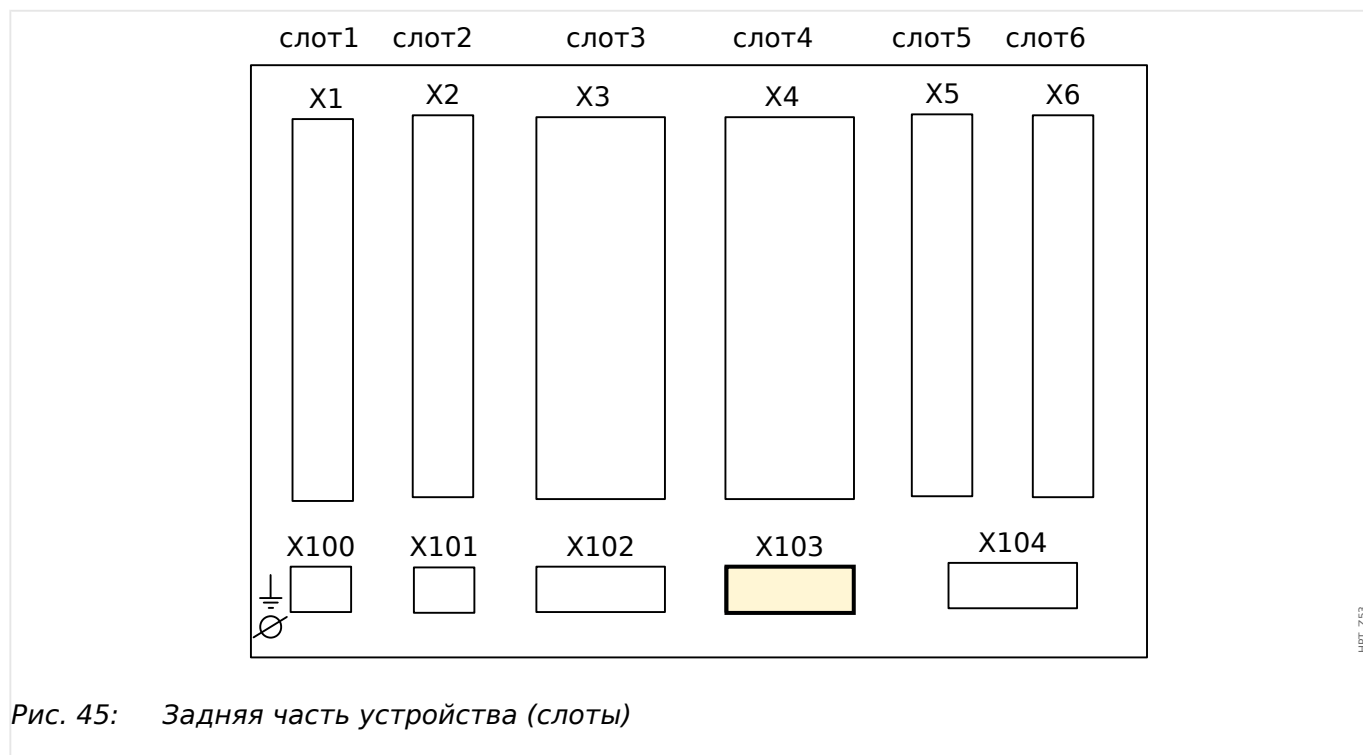 слот1 слот2 слот3 слот4 слот5 слот6
X1 X2 X3 X4 X5 X6
X100 X101 X102 X103 X104
HPT_Z53
Рис. 45: Задняя часть устройства (слоты)